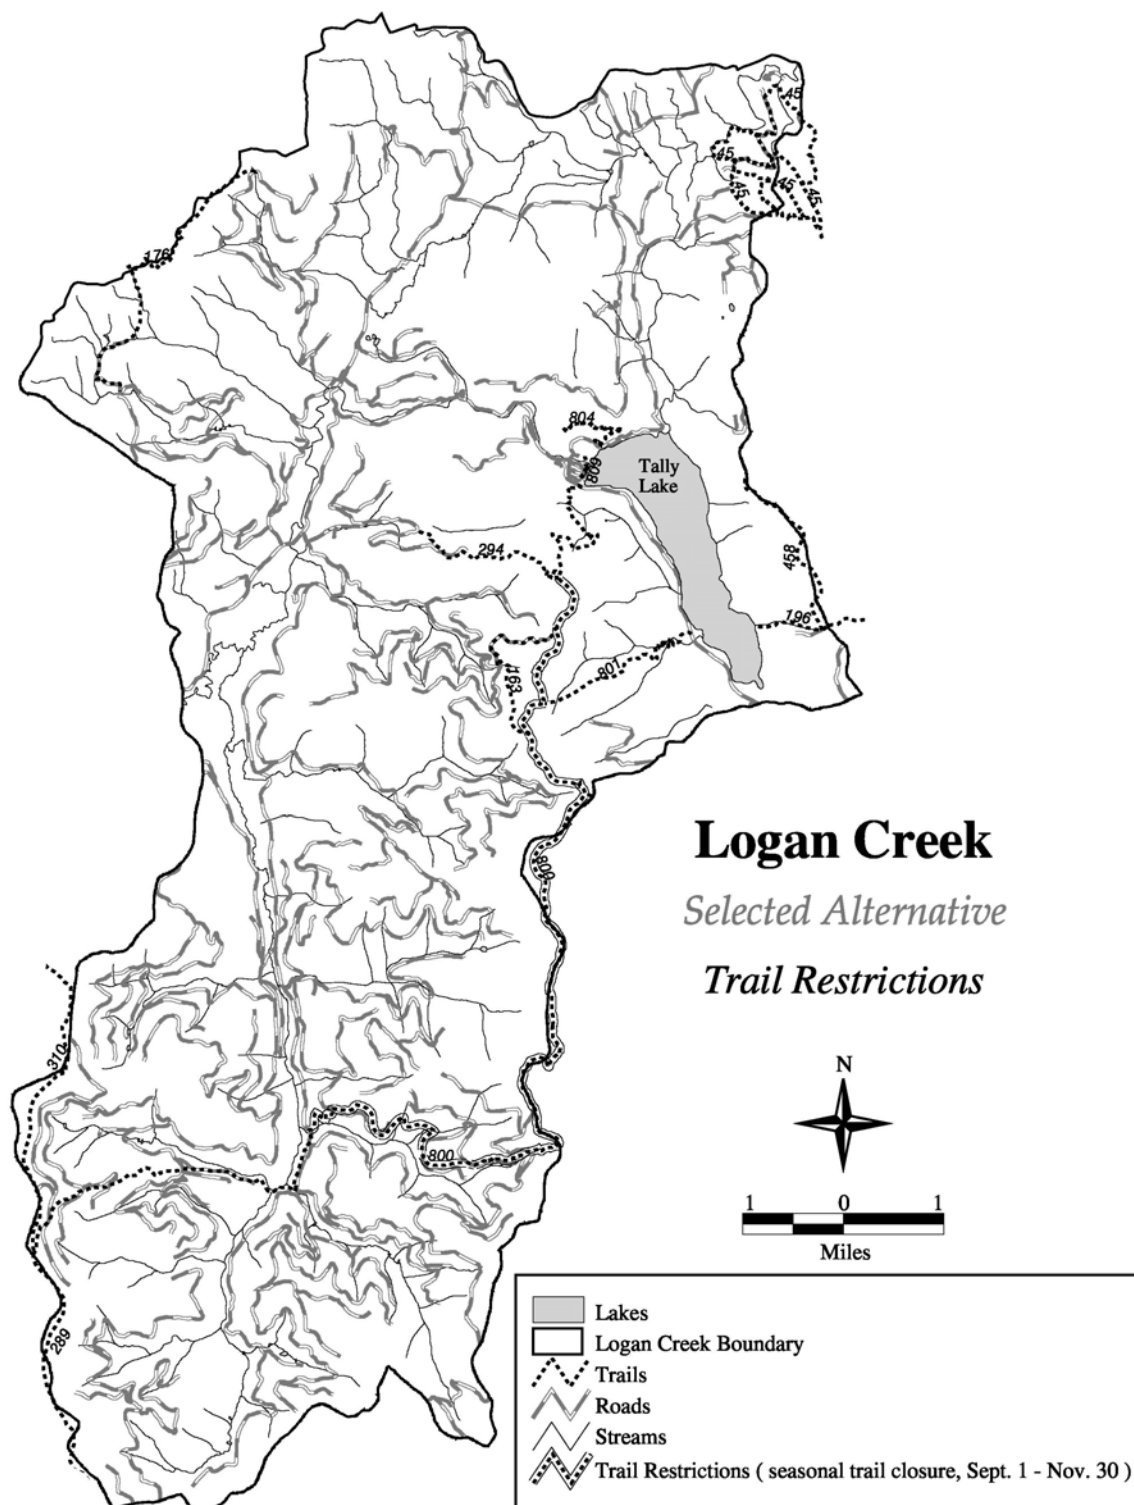 45
45
45
45
45
176
804
Tally
Lake
809
294
458
196
801
163
Logan Creek
809
Selected Alternative
Trail Restrictions
310
N
800
1 0 1
Miles
289
Lakes
Logan Creek Boundary
Trails
Roads
Streams
Trail Restrictions ( seasonal trail closure, Sept. 1 - Nov. 30 )